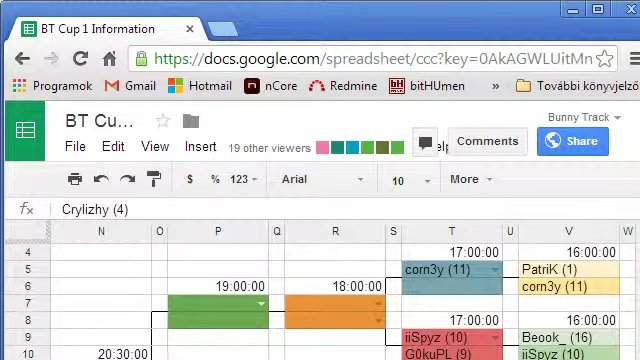 BT Cup 1 Information
https://docs.google.com/spreadsheet/ccc?key=0AkAGWLUitMn
Programok Gmail Hotmail nCore Redmine bitHUmen » További könyvjelző
BT Cu... Bunny Track
File Edit View Insert 19 other viewers elp Comments Share
$ % 123 Arial 10 More
fx Crylizhy (4)
N O P Q R S T U V W
4 17:00:00 16:00:00
5 corn3y (11) PatriK (1)
6 19:00:00 18:00:00 corn3y (11)
7
8 17:00:00 16:00:00
9 iiSpyz (10) Beook_ (16)
10 20:30:00 G0kuPL (9) iiSpyz (10)